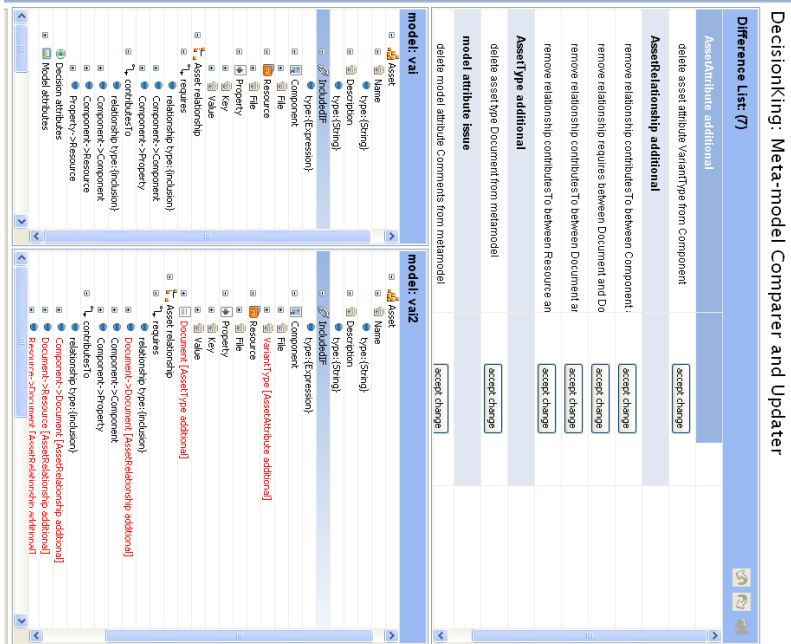 DecisionKing: Meta-model Comparer and Updater
Difference List: (7)
AssetAttribute additional
delete asset attribute VariantType from Component
accept change
AssetRelationship additional
remove relationship contributesTo between Component
accept change
remove relationship requires between Document and Do
accept change
remove relationship contributesTo between Document ar
accept change
remove relationship contributesTo between Resource an
accept change
AssetType additional
delete asset type Document from metamodel
accept change
model attribute issue
delete model attribute Comments from metamodel
accept change
model: vai
Asset
Name
type:{String}
Description
type:{String}
IncludedIF
type:{Expression}
Component
File
Resource
File
Property
Key
Value
Asset relationship
requires
relationship type:{inclusion}
Component->Component
Component->Property
contributesTo
relationship type:{inclusion}
Component->Component
Component->Resource
Property->Resource
Decision attributes
Model attributes
model: vai2
Asset
Name
type:{String}
Description
type:{String}
IncludedIF
type:{Expression}
Component
File
VariantType [AssetAttribute additional]
Resource
File
Property
Key
Value
Document [AssetType additional]
Asset relationship
requires
relationship type:{inclusion}
Document->Document [AssetRelationship additional]
Component->Component
Component->Property
contributesTo
relationship type:{inclusion}
Component->Document [AssetRelationship additional]
Document->Resource [AssetRelationship additional]
Resource->Document [AssetRelationship additional]